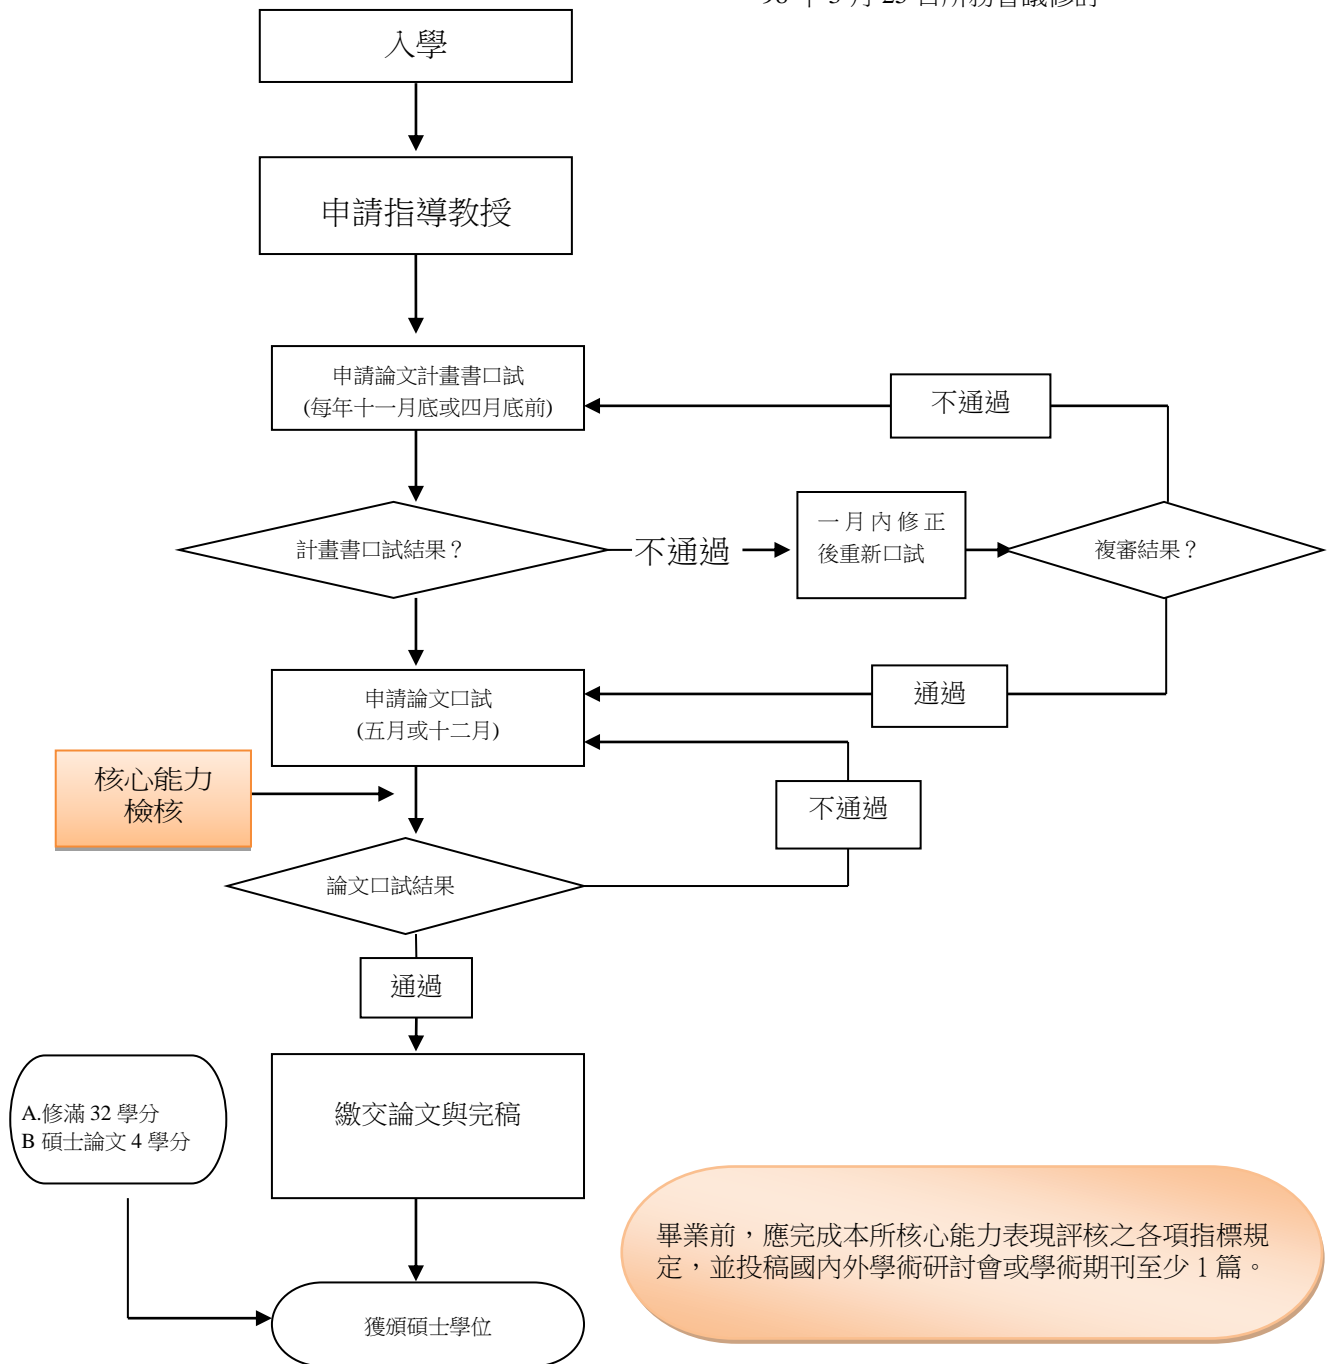 入學
申請指導教授
申請論文計畫書口試
(每年十一月底或四月底前)
不通過
計畫書口試結果？
不通過
一月內修正
後重新口試
複審結果？
申請論文口試
(五月或十二月)
通過
核心能力
檢核
不通過
論文口試結果
通過
繳交論文與完稿
A.修滿 32 學分
B 碩士論文 4 學分
畢業前，應完成本所核心能力表現評核之各項指標規
定，並投稿國內外學術研討會或學術期刊至少 1 篇。
獲頒碩士學位